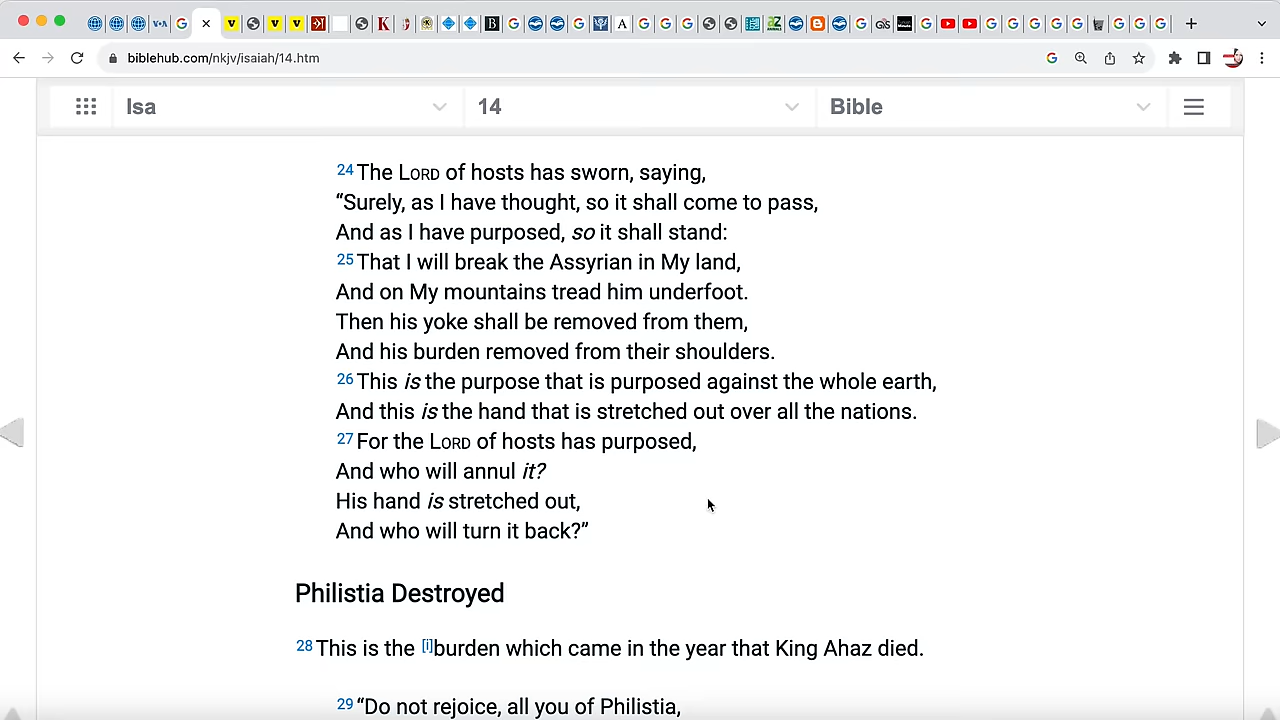 biblehub.com/nkjv/isaiah/14.htm
Isa 14 Bible
24 The LORD of hosts has sworn, saying,
“Surely, as I have thought, so it shall come to pass,
And as I have purposed, so it shall stand:
25 That I will break the Assyrian in My land,
And on My mountains tread him underfoot.
Then his yoke shall be removed from them,
And his burden removed from their shoulders.
26 This is the purpose that is purposed against the whole earth,
And this is the hand that is stretched out over all the nations.
27 For the LORD of hosts has purposed,
And who will annul it?
His hand is stretched out,
And who will turn it back?”
Philistia Destroyed
28 This is the [i]burden which came in the year that King Ahaz died.
29 “Do not rejoice, all you of Philistia,